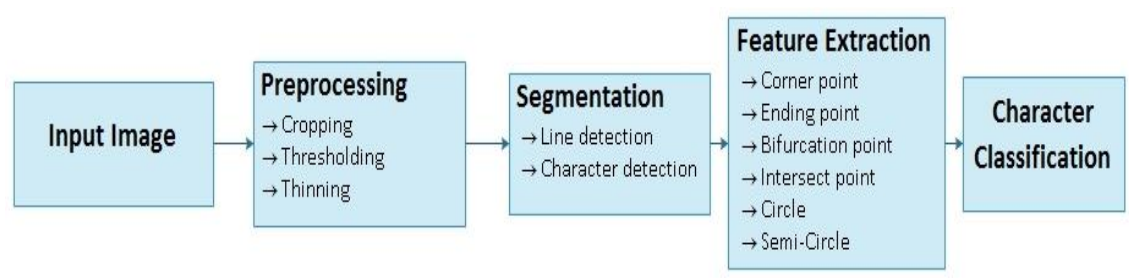 Input Image
Preprocessing
→ Cropping
→ Thresholding
→ Thinning
Segmentation
→ Line detection
→ Character detection
Feature Extraction
→ Corner point
→ Ending point
→ Bifurcation point
→ Intersect point
→ Circle
→ Semi-Circle
Character
Classification